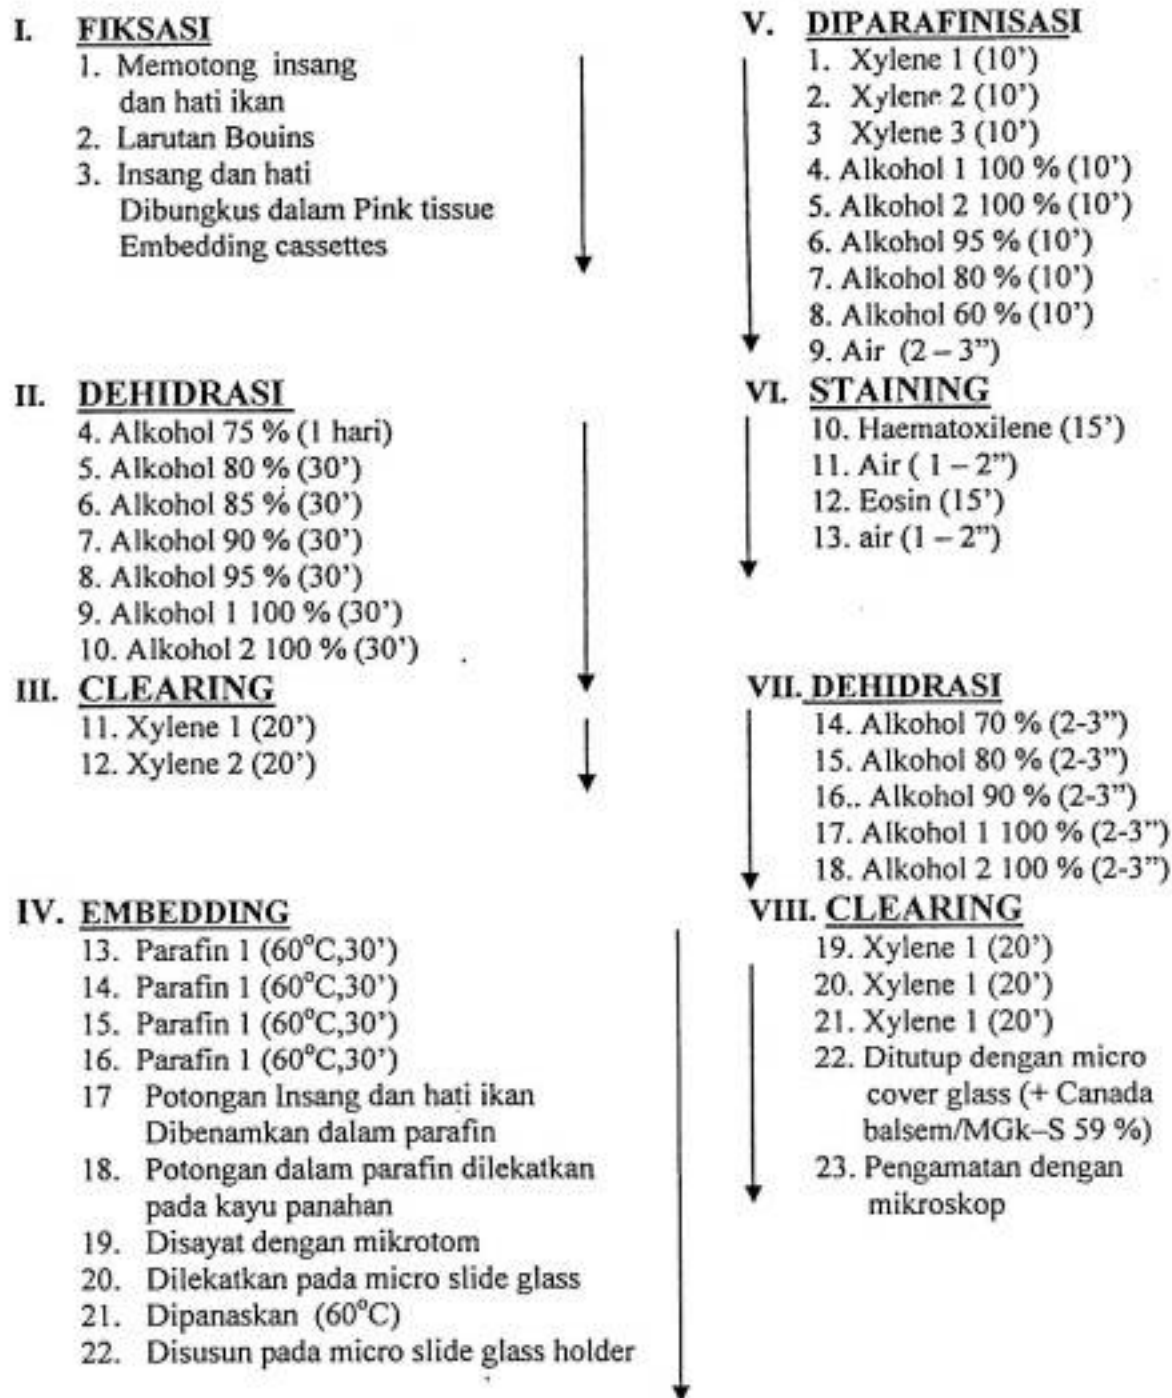 I. FIKSASI
1. Memotong insang
dan hati ikan
2. Larutan Bouins
3. Insang dan hati
Dibungkus dalam Pink tissue
Embedding cassettes
II. DEHIDRASI
4. Alkohol 75 % (1 hari)
5. Alkohol 80 % (30')
6. Alkohol 85 % (30')
7. Alkohol 90 % (30')
8. Alkohol 95 % (30')
9. Alkohol 1 100 % (30')
10. Alkohol 2 100 % (30')
III. CLEARING
11. Xylene 1 (20')
12. Xylene 2 (20')
IV. EMBEDDING
13. Parafin 1 (60°C,30')
14. Parafin 1 (60°C,30')
15. Parafin 1 (60°C,30')
16. Parafin 1 (60°C,30')
17 Potongan Insang dan hati ikan
Dibenamkan dalam parafin
18. Potongan dalam parafin dilekatkan
pada kayu panahan
19. Disayat dengan mikrotom
20. Dilekatkan pada micro slide glass
21. Dipanaskan (60°C)
22. Disusun pada micro slide glass holder
V. DIPARAFINISASI
1. Xylene 1 (10')
2. Xylene 2 (10')
3 Xylene 3 (10')
4. Alkohol 1 100 % (10')
5. Alkohol 2 100 % (10')
6. Alkohol 95 % (10')
7. Alkohol 80 % (10')
8. Alkohol 60 % (10')
9. Air (2 – 3")
VI. STAINING
10. Haematoxilene (15')
11. Air ( 1 – 2")
12. Eosin (15')
13. air (1 – 2")
VII. DEHIDRASI
14. Alkohol 70 % (2-3")
15. Alkohol 80 % (2-3")
16.. Alkohol 90 % (2-3")
17. Alkohol 1 100 % (2-3")
18. Alkohol 2 100 % (2-3")
VIII. CLEARING
19. Xylene 1 (20')
20. Xylene 1 (20')
21. Xylene 1 (20')
22. Ditutup dengan micro
cover glass (+ Canada
balsem/MGk–S 59 %)
23. Pengamatan dengan
mikroskop